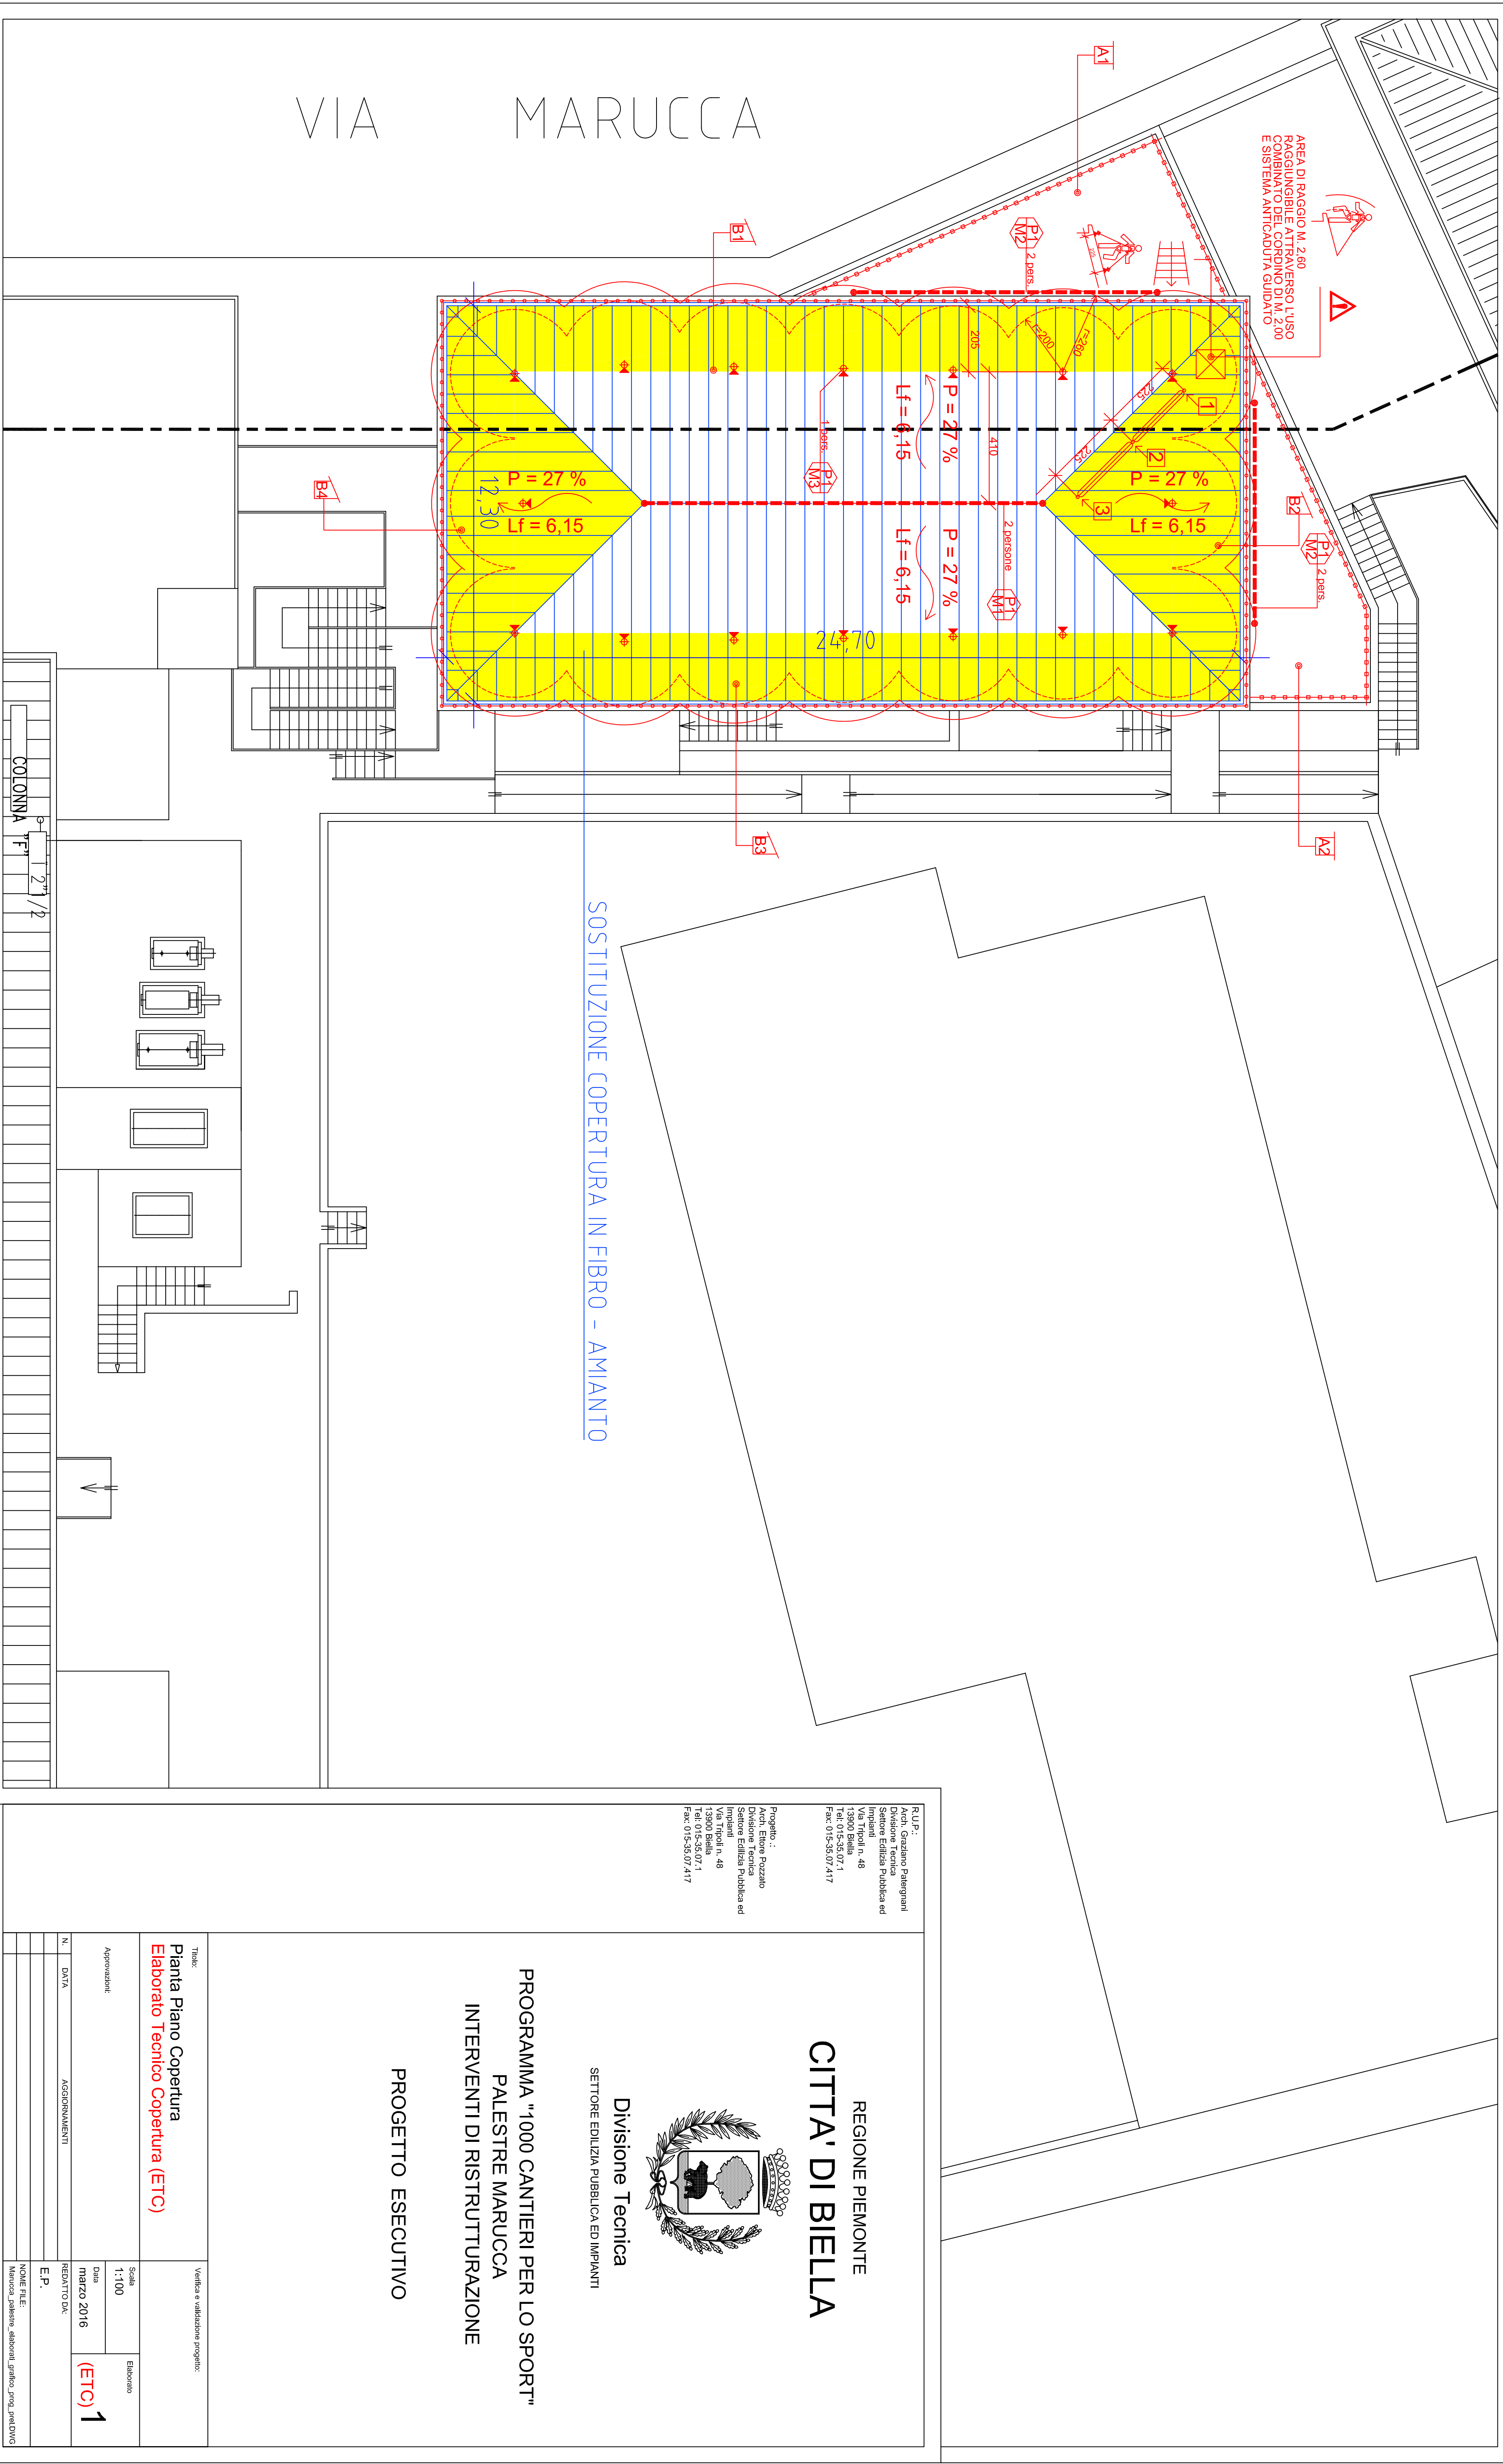 VIA MARUCCA
A1
AREA DI RAGGIO M. 2,60
RAGGIUNGIBILE ATTRAVERSO L'USO
COMBINATO DEL CORDINO DI M. 2,00
E SISTEMA ANTICADUTA GUIDATO
B1
P1
M2
2 pers.
205
r=200
r=260
225
225
410
1
2
3
P = 27 %
Lf = 6,15
P = 27 %
Lf = 6,15
P = 27 %
Lf = 6,15
P = 27 %
Lf = 6,15
1 pers.
P1
M3
2 persone
P1
M1
B2
P1
M2
2 pers.
B4
12,30
24,70
B3
A2
SOSTITUZIONE COPERTURA IN FIBRO - AMIANTO
COLONNA "F"
2"1/2
R.U.P.:
Arch. Graziano Patergnani
Divisione Tecnica
Settore Edilizia Pubblica ed
Impianti
Via Tripoli n. 48
13900 Biella
Tel: 015-35.07.1
Fax: 015-35.07.417
Progetto .:
Arch. Ettore Pozzato
Divisione Tecnica
Settore Edilizia Pubblica ed
Impianti
Via Tripoli n. 48
13900 Biella
Tel: 015-35.07.1
Fax: 015-35.07.417
REGIONE PIEMONTE
CITTA' DI BIELLA
Divisione Tecnica
SETTORE EDILIZIA PUBBLICA ED IMPIANTI
PROGRAMMA "1000 CANTIERI PER LO SPORT"
PALESTRE MARUCCA
INTERVENTI DI RISTRUTTURAZIONE
PROGETTO ESECUTIVO
Titolo:
Pianta Piano Copertura
Elaborato Tecnico Copertura (ETC)
Verifica e validazione progetto:
Approvazioni:
Scala
1:100
Data
marzo 2016
Elaborato
(ETC) 1
N. DATA AGGIORNAMENTI
REDATTO DA:
E.P.
NOME FILE:
Marucca_palestre_elaborati_grafico_prog_prel.DWG